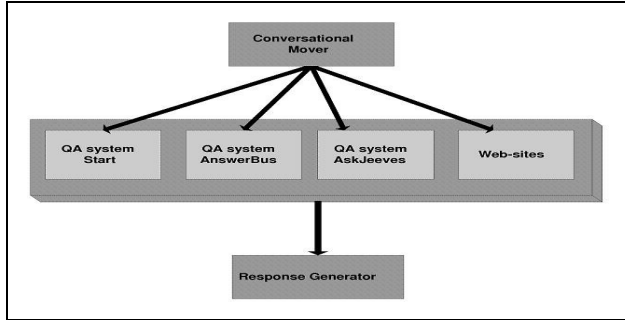 Conversational
Mover
QA system
Start
QA system
AnswerBus
QA system
AskJeeves
Web-sites
Response Generator